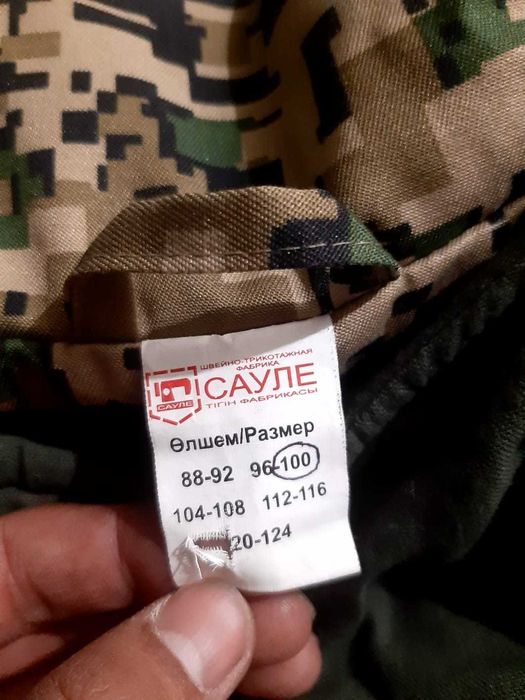 ШВЕЙНО-ТРИКОТАЖНАЯ
ФАБРИКА
САУЛЕ
САУЛЕ
ТІГІН ФАБРИКАСЫ
Өлшем/Размер
88-92 96-100
104-108 112-116
20-124